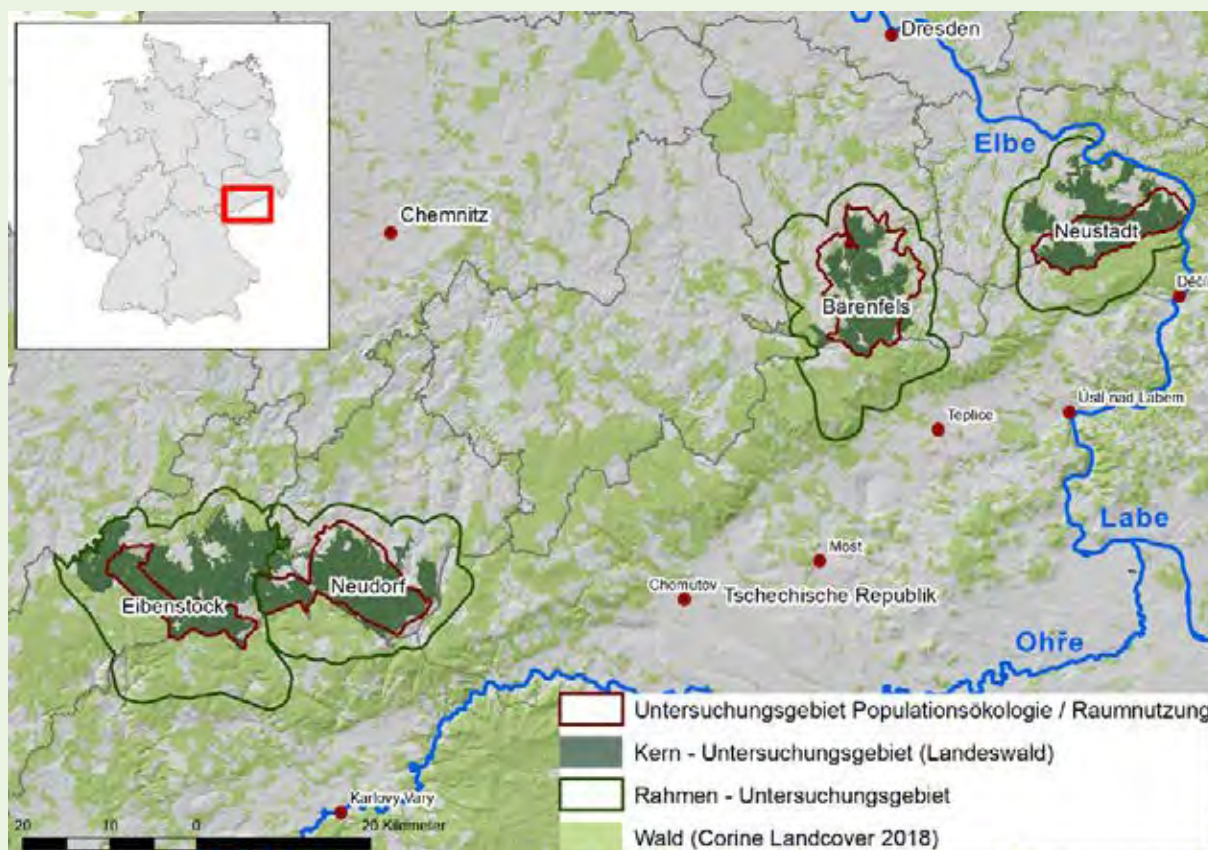 Dresden
Elbe
Chemnitz
Neustadt
Bärenfels
Děčí
Ústí nad Labem
Teplice
Labe
Most
Neudorf
Eibenstock
Chomutov
Tschechische Republik
Ohře
Untersuchungsgebiet Populationsökologie / Raumnutzung
Kern - Untersuchungsgebiet (Landeswald)
Rahmen - Untersuchungsgebiet
Karlovy Vary
20 10 0 20 Kilometer
Wald (Corine Landcover 2018)